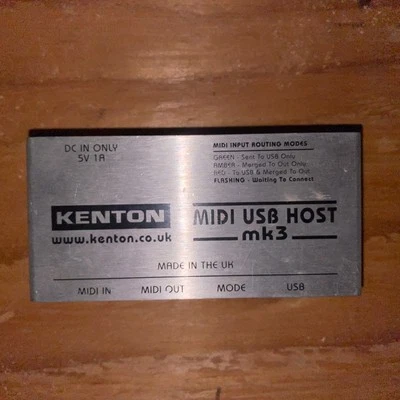 DC IN ONLY
5V 1A
MIDI INPUT ROUTING MODES
GREEN - Sent To USB Only
AMBER - Merged To Out Only
RED - To USB & Merged To Out
FLASHING - Waiting To Connect
KENTON
www.kenton.co.uk
MIDI USB HOST
mk3
MADE IN THE UK
MIDI IN MIDI OUT MODE USB